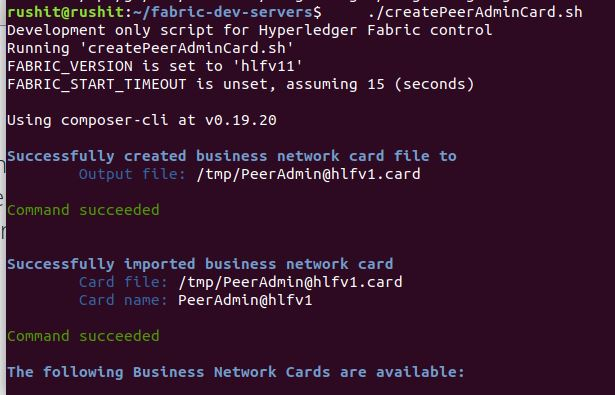 rushit@rushit:~/fabric-dev-servers$ ./createPeerAdminCard.sh
Development only script for Hyperledger Fabric control
Running 'createPeerAdminCard.sh'
FABRIC_VERSION is set to 'hlfv11'
FABRIC_START_TIMEOUT is unset, assuming 15 (seconds)
Using composer-cli at v0.19.20
Successfully created business network card file to
Output file: /tmp/PeerAdmin@hlfv1.card
Command succeeded
Successfully imported business network card
Card file: /tmp/PeerAdmin@hlfv1.card
Card name: PeerAdmin@hlfv1
Command succeeded
The following Business Network Cards are available: